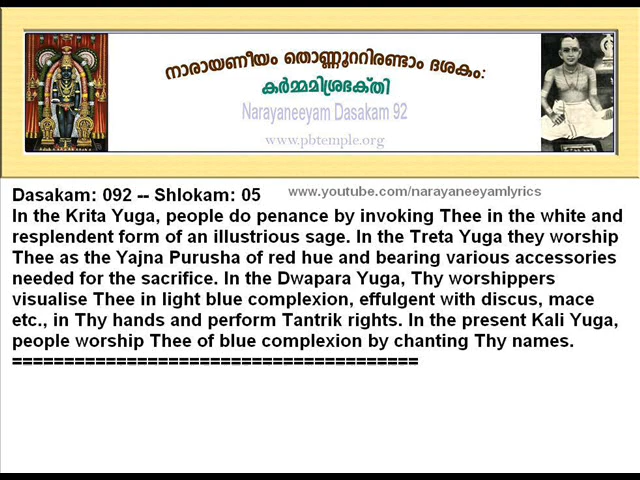 നാരായണീയം തൊണ്ണൂററിരണ്ടാം ദശകം:
കർമ്മമിശ്രഭക്തി
Narayaneeyam Dasakam 92
www.pbtemple.org
Dasakam: 092 -- Shlokam: 05
www.youtube.com/narayaneeyamlyrics
In the Krita Yuga, people do penance by invoking Thee in the white and
resplendent form of an illustrious sage. In the Treta Yuga they worship
Thee as the Yajna Purusha of red hue and bearing various accessories
needed for the sacrifice. In the Dwapara Yuga, Thy worshippers
visualise Thee in light blue complexion, effulgent with discus, mace
etc., in Thy hands and perform Tantrik rights. In the present Kali Yuga,
people worship Thee of blue complexion by chanting Thy names.
=======================================